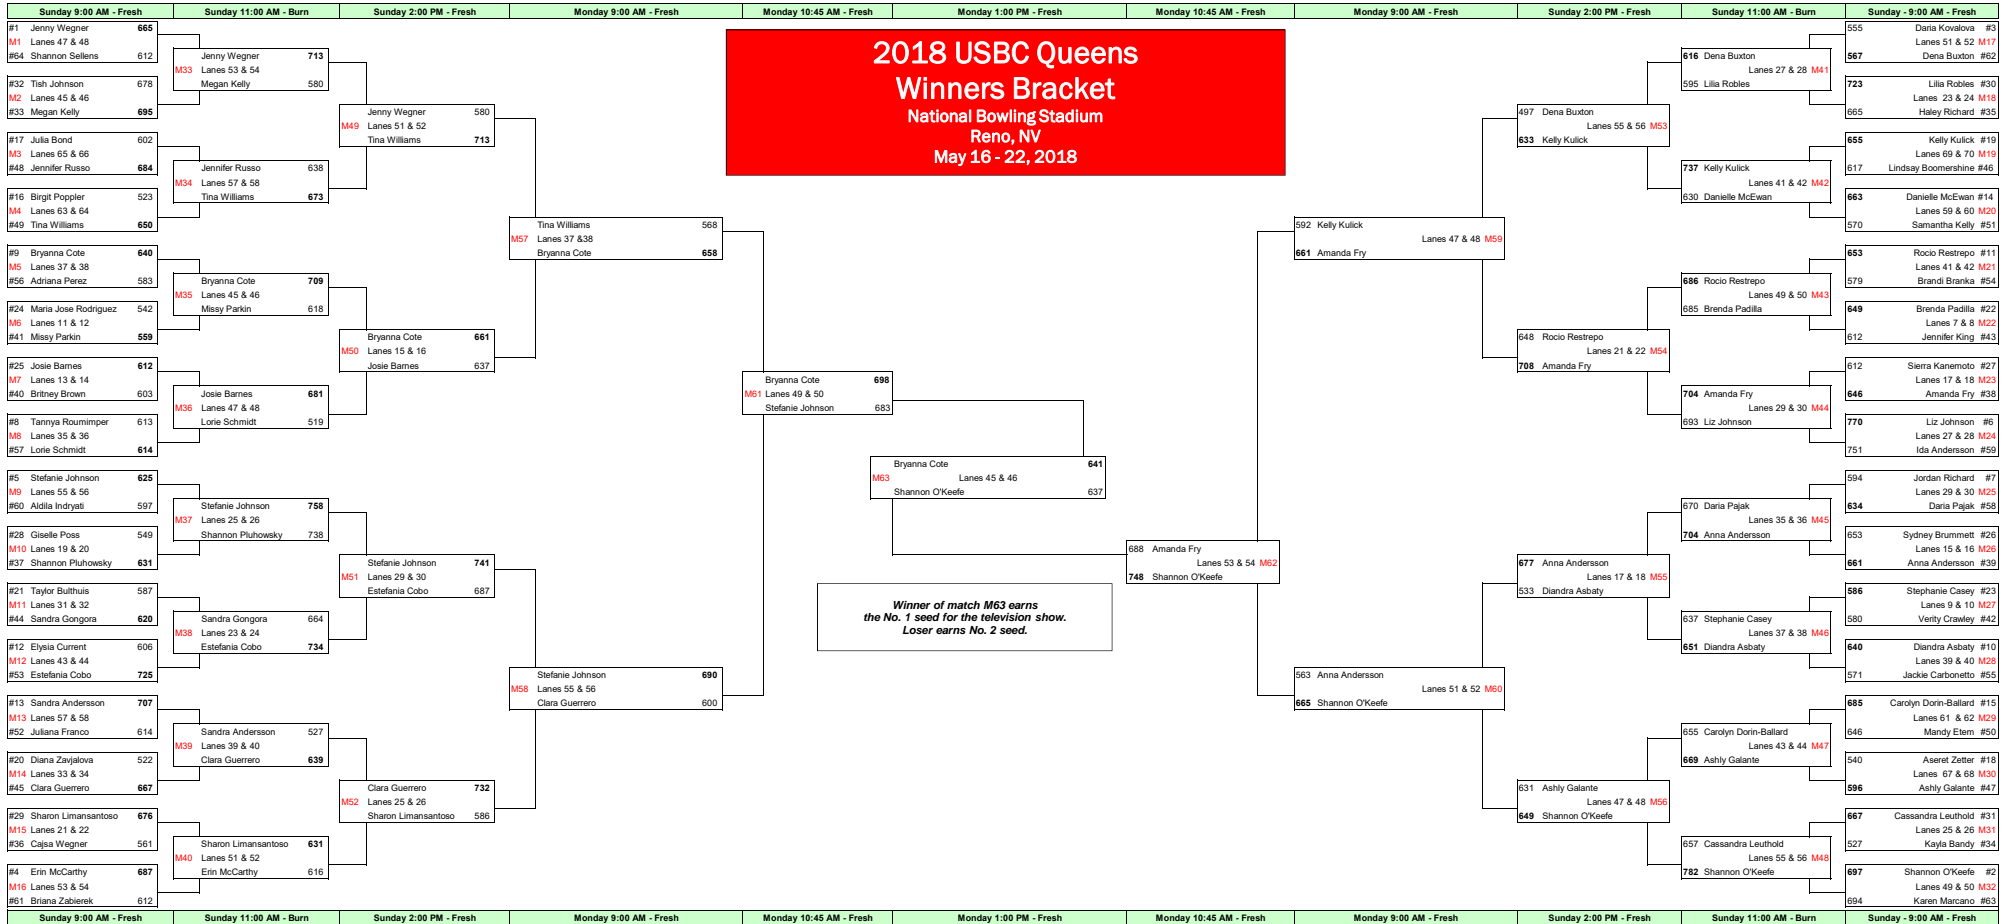 Sunday 9:00 AM - Fresh
Sunday 11:00 AM - Burn
Sunday 2:00 PM - Fresh
Monday 9:00 AM - Fresh
Monday 10:45 AM - Fresh
Monday 1:00 PM - Fresh
Monday 10:45 AM - Fresh
Monday 9:00 AM - Fresh
Sunday 2:00 PM - Fresh
Sunday 11:00 AM - Burn
Sunday - 9:00 AM - Fresh
2018 USBC Queens
Winners Bracket
National Bowling Stadium
Reno, NV
May 16 - 22, 2018
#1 Jenny Wegner 665
M1 Lanes 47 & 48
#64 Shannon Sellens 612
#32 Tish Johnson 678
M2 Lanes 45 & 46
#33 Megan Kelly 695
#17 Julia Bond 602
M3 Lanes 65 & 66
#48 Jennifer Russo 684
#16 Birgit Poppler 523
M4 Lanes 63 & 64
#49 Tina Williams 650
#9 Bryanna Cote 640
M5 Lanes 37 & 38
#56 Adriana Perez 583
#24 Maria Jose Rodriguez 542
M6 Lanes 11 & 12
#41 Missy Parkin 559
#25 Josie Barnes 612
M7 Lanes 13 & 14
#40 Britney Brown 603
#8 Tannya Roumimper 613
M8 Lanes 35 & 36
#57 Lorie Schmidt 614
#5 Stefanie Johnson 625
M9 Lanes 55 & 56
#60 Aldila Indryati 597
#28 Giselle Poss 549
M10 Lanes 19 & 20
#37 Shannon Pluhowsky 631
#21 Taylor Bulthuis 587
M11 Lanes 31 & 32
#44 Sandra Gongora 620
#12 Elysia Current 606
M12 Lanes 43 & 44
#53 Estefania Cobo 725
#13 Sandra Andersson 707
M13 Lanes 57 & 58
#52 Juliana Franco 614
#20 Diana Zavjalova 522
M14 Lanes 33 & 34
#45 Clara Guerrero 667
#29 Sharon Limansantoso 676
M15 Lanes 21 & 22
#36 Cajsa Wegner 561
#4 Erin McCarthy 687
M16 Lanes 53 & 54
#61 Briana Zabierek 612
Jenny Wegner 713
M33 Lanes 53 & 54
Megan Kelly 580
Jennifer Russo 638
M34 Lanes 57 & 58
Tina Williams 673
Bryanna Cote 709
M35 Lanes 45 & 46
Missy Parkin 618
Josie Barnes 681
M36 Lanes 47 & 48
Lorie Schmidt 519
Stefanie Johnson 758
M37 Lanes 25 & 26
Shannon Pluhowsky 738
Sandra Gongora 664
M38 Lanes 23 & 24
Estefania Cobo 734
Sandra Andersson 527
M39 Lanes 39 & 40
Clara Guerrero 639
Sharon Limansantoso 631
M40 Lanes 51 & 52
Erin McCarthy 616
Jenny Wegner 580
M49 Lanes 51 & 52
Tina Williams 713
Bryanna Cote 661
M50 Lanes 15 & 16
Josie Barnes 637
Stefanie Johnson 741
M51 Lanes 29 & 30
Estefania Cobo 687
Clara Guerrero 732
M52 Lanes 25 & 26
Sharon Limansantoso 586
Tina Williams 568
M57 Lanes 37 &38
Bryanna Cote 658
Stefanie Johnson 690
M58 Lanes 55 & 56
Clara Guerrero 600
Bryanna Cote 698
M61 Lanes 49 & 50
Stefanie Johnson 683
Bryanna Cote 641
M63 Lanes 45 & 46
Shannon O'Keefe 637
Winner of match M63 earns
the No. 1 seed for the television show.
Loser earns No. 2 seed.
688 Amanda Fry
Lanes 53 & 54 M62
748 Shannon O'Keefe
592 Kelly Kulick
Lanes 47 & 48 M59
661 Amanda Fry
563 Anna Andersson
Lanes 51 & 52 M60
665 Shannon O'Keefe
497 Dena Buxton
Lanes 55 & 56 M53
633 Kelly Kulick
648 Rocio Restrepo
Lanes 21 & 22 M54
708 Amanda Fry
677 Anna Andersson
Lanes 17 & 18 M55
533 Diandra Asbaty
631 Ashly Galante
Lanes 47 & 48 M56
649 Shannon O'Keefe
616 Dena Buxton
Lanes 27 & 28 M41
595 Lilia Robles
737 Kelly Kulick
Lanes 41 & 42 M42
630 Danielle McEwan
686 Rocio Restrepo
Lanes 49 & 50 M43
685 Brenda Padilla
704 Amanda Fry
Lanes 29 & 30 M44
693 Liz Johnson
670 Daria Pajak
Lanes 35 & 36 M45
704 Anna Andersson
637 Stephanie Casey
Lanes 37 & 38 M46
651 Diandra Asbaty
655 Carolyn Dorin-Ballard
Lanes 43 & 44 M47
669 Ashly Galante
657 Cassandra Leuthold
Lanes 55 & 56 M48
782 Shannon O'Keefe
555 Daria Kovalova #3
Lanes 51 & 52 M17
567 Dena Buxton #62
723 Lilia Robles #30
Lanes 23 & 24 M18
665 Haley Richard #35
655 Kelly Kulick #19
Lanes 69 & 70 M19
617 Lindsay Boomershine #46
663 Danielle McEwan #14
Lanes 59 & 60 M20
570 Samantha Kelly #51
653 Rocio Restrepo #11
Lanes 41 & 42 M21
579 Brandi Branka #54
649 Brenda Padilla #22
Lanes 7 & 8 M22
612 Jennifer King #43
612 Sierra Kanemoto #27
Lanes 17 & 18 M23
646 Amanda Fry #38
770 Liz Johnson #6
Lanes 27 & 28 M24
751 Ida Andersson #59
594 Jordan Richard #7
Lanes 29 & 30 M25
634 Daria Pajak #58
653 Sydney Brummett #26
Lanes 15 & 16 M26
661 Anna Andersson #39
586 Stephanie Casey #23
Lanes 9 & 10 M27
580 Verity Crawley #42
640 Diandra Asbaty #10
Lanes 39 & 40 M28
571 Jackie Carbonetto #55
685 Carolyn Dorin-Ballard #15
Lanes 61 & 62 M29
646 Mandy Etem #50
540 Aseret Zetter #18
Lanes 67 & 68 M30
596 Ashly Galante #47
667 Cassandra Leuthold #31
Lanes 25 & 26 M31
527 Kayla Bandy #34
697 Shannon O'Keefe #2
Lanes 49 & 50 M32
694 Karen Marcano #63
Sunday 9:00 AM - Fresh
Sunday 11:00 AM - Burn
Sunday 2:00 PM - Fresh
Monday 9:00 AM - Fresh
Monday 10:45 AM - Fresh
Monday 1:00 PM - Fresh
Monday 10:45 AM - Fresh
Monday 9:00 AM - Fresh
Sunday 2:00 PM - Fresh
Sunday 11:00 AM - Burn
Sunday - 9:00 AM - Fresh